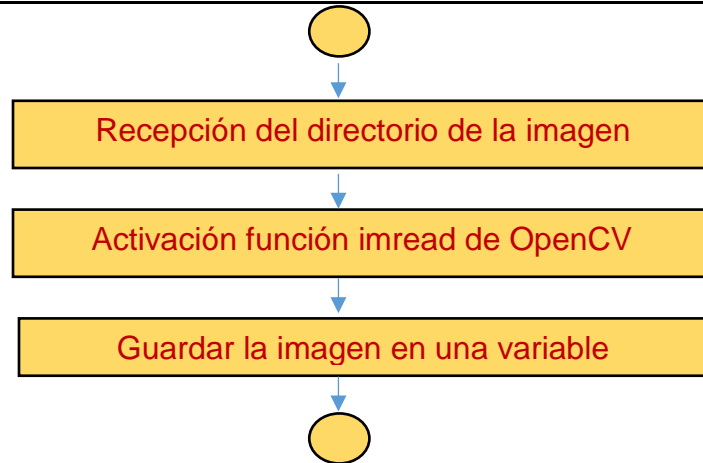 Recepción del directorio de la imagen
Activación función imread de OpenCV
Guardar la imagen en una variable